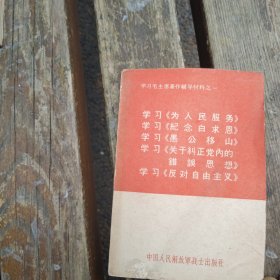 学习毛主席著作辅导材料之一
学习《为人民服务》
学习《纪念白求恩》
学习《愚公移山》
学习《关于纠正党内的
错误思想》
学习《反对自由主义》
中国人民解放军战士出版社